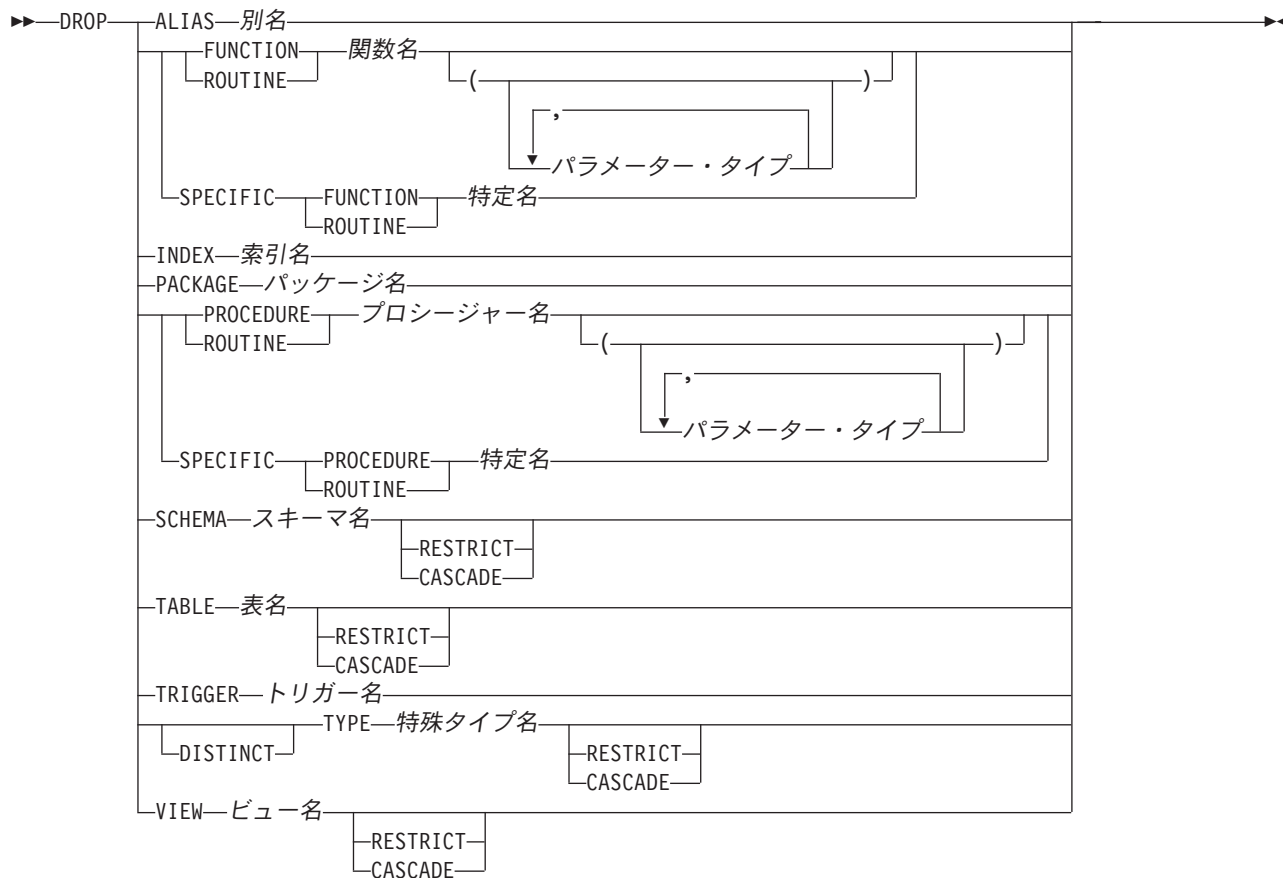 DROP ALIAS 別名
FUNCTION 関数名
ROUTINE ( )
,
パラメーター・タイプ
SPECIFIC FUNCTION 特定名
ROUTINE
INDEX 索引名
PACKAGE パッケージ名
PROCEDURE プロシージャー名
ROUTINE ( )
,
パラメーター・タイプ
SPECIFIC PROCEDURE 特定名
ROUTINE
SCHEMA スキーマ名
RESTRICT
CASCADE
TABLE 表名
RESTRICT
CASCADE
TRIGGER トリガー名
TYPE 特殊タイプ名
DISTINCT RESTRICT
CASCADE
VIEW ビュー名
RESTRICT
CASCADE